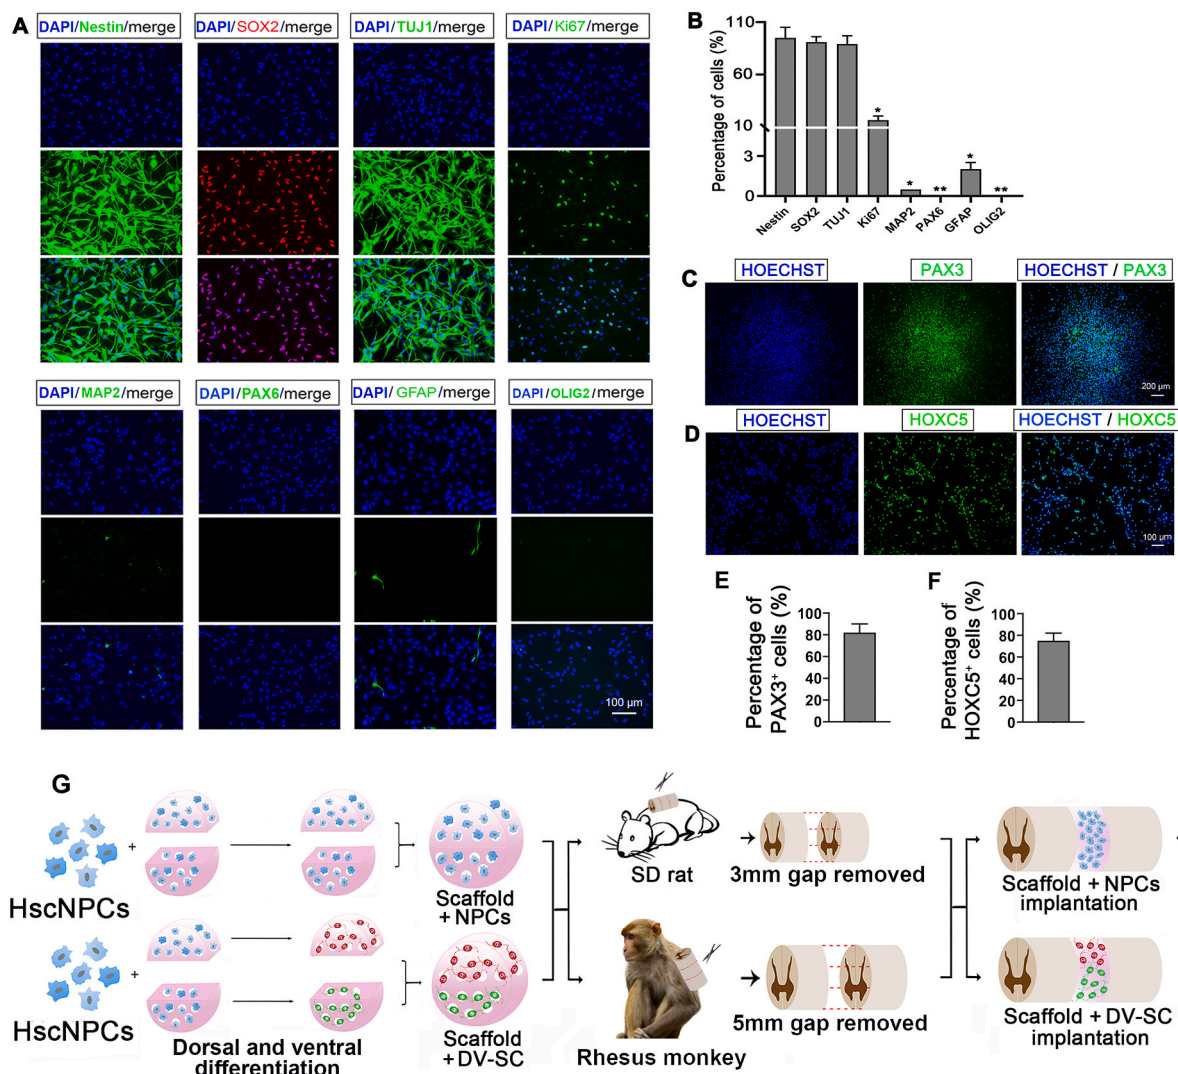 A
DAPI/Nestin/merge
DAPI/SOX2/merge
DAPI/TUJ1/merge
DAPI/Ki67/merge
DAPI/MAP2/merge
DAPI/PAX6/merge
DAPI/GFAP/merge
DAPI/OLIG2/merge
100 µm
B
Percentage of cells (%)
110
60
10
3
0
*
*
**
*
**
Nestin
SOX2
TUJ1
Ki67
MAP2
PAX6
GFAP
OLIG2
C
HOECHST
PAX3
HOECHST / PAX3
200 µm
D
HOECHST
HOXC5
HOECHST / HOXC5
100 µm
E
Percentage of
PAX3+ cells (%)
100
80
60
40
20
0
F
Percentage of
HOXC5+ cells (%)
100
80
60
40
20
0
G
HscNPCs
+
+
HscNPCs
+
+
Dorsal and ventral
differentiation
Scaffold
+ NPCs
Scaffold
+DV-SC
SD rat
Rhesus monkey
3mm gap removed
5mm gap removed
Scaffold + NPCs
implantation
Scaffold + DV-SC
implantation